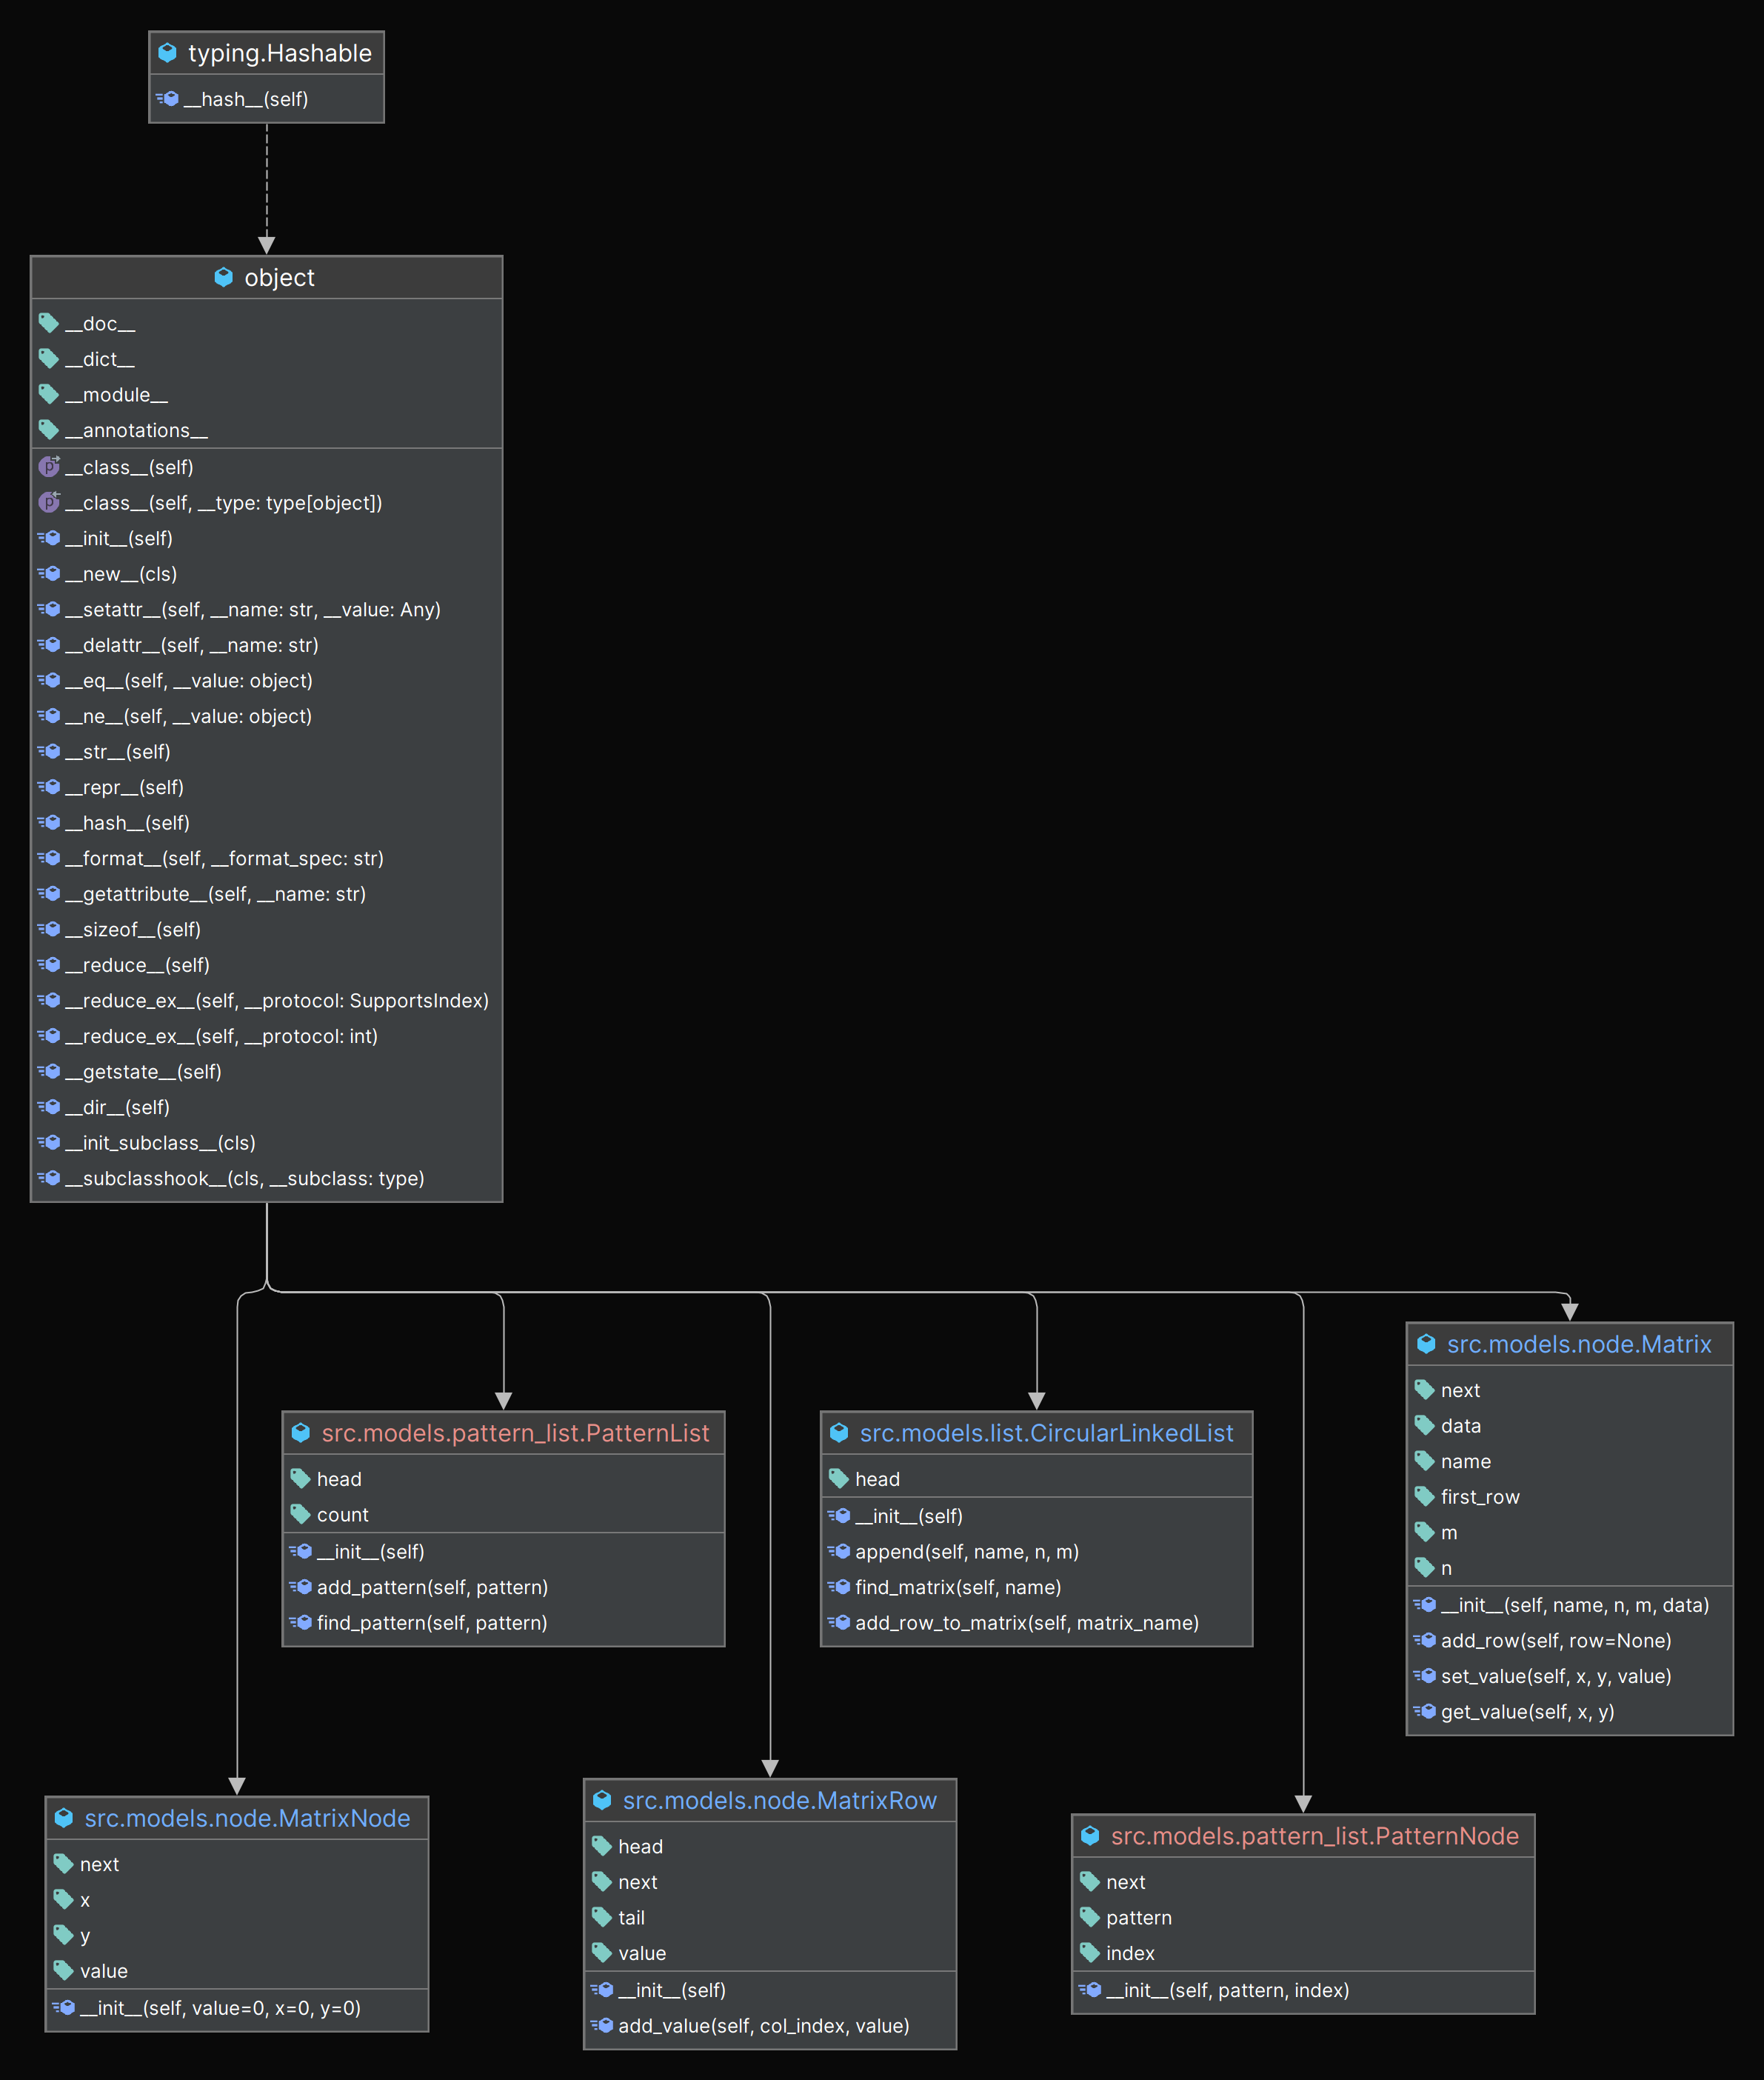 typing.Hashable
__hash__(self)
object
__doc__
__dict__
__module__
__annotations__
p __class__(self)
p __class__(self, __type: type[object])
__init__(self)
__new__(cls)
__setattr__(self, __name: str, __value: Any)
__delattr__(self, __name: str)
__eq__(self, __value: object)
__ne__(self, __value: object)
__str__(self)
__repr__(self)
__hash__(self)
__format__(self, __format_spec: str)
__getattribute__(self, __name: str)
__sizeof__(self)
__reduce__(self)
__reduce_ex__(self, __protocol: SupportsIndex)
__reduce_ex__(self, __protocol: int)
__getstate__(self)
__dir__(self)
__init_subclass__(cls)
__subclasshook__(cls, __subclass: type)
src.models.pattern_list.PatternList
head
count
__init__(self)
add_pattern(self, pattern)
find_pattern(self, pattern)
src.models.list.CircularLinkedList
head
__init__(self)
append(self, name, n, m)
find_matrix(self, name)
add_row_to_matrix(self, matrix_name)
src.models.node.Matrix
next
data
name
first_row
m
n
__init__(self, name, n, m, data)
add_row(self, row=None)
set_value(self, x, y, value)
get_value(self, x, y)
src.models.node.MatrixNode
next
x
y
value
__init__(self, value=0, x=0, y=0)
src.models.node.MatrixRow
head
next
tail
value
__init__(self)
add_value(self, col_index, value)
src.models.pattern_list.PatternNode
next
pattern
index
__init__(self, pattern, index)